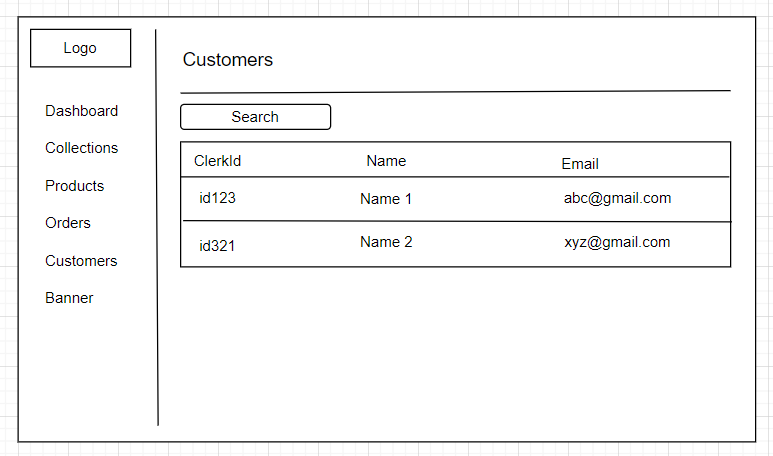 Logo
Dashboard
Collections
Products
Orders
Customers
Banner
Customers
Search
ClerkId Name Email
id123 Name 1 abc@gmail.com
id321 Name 2 xyz@gmail.com